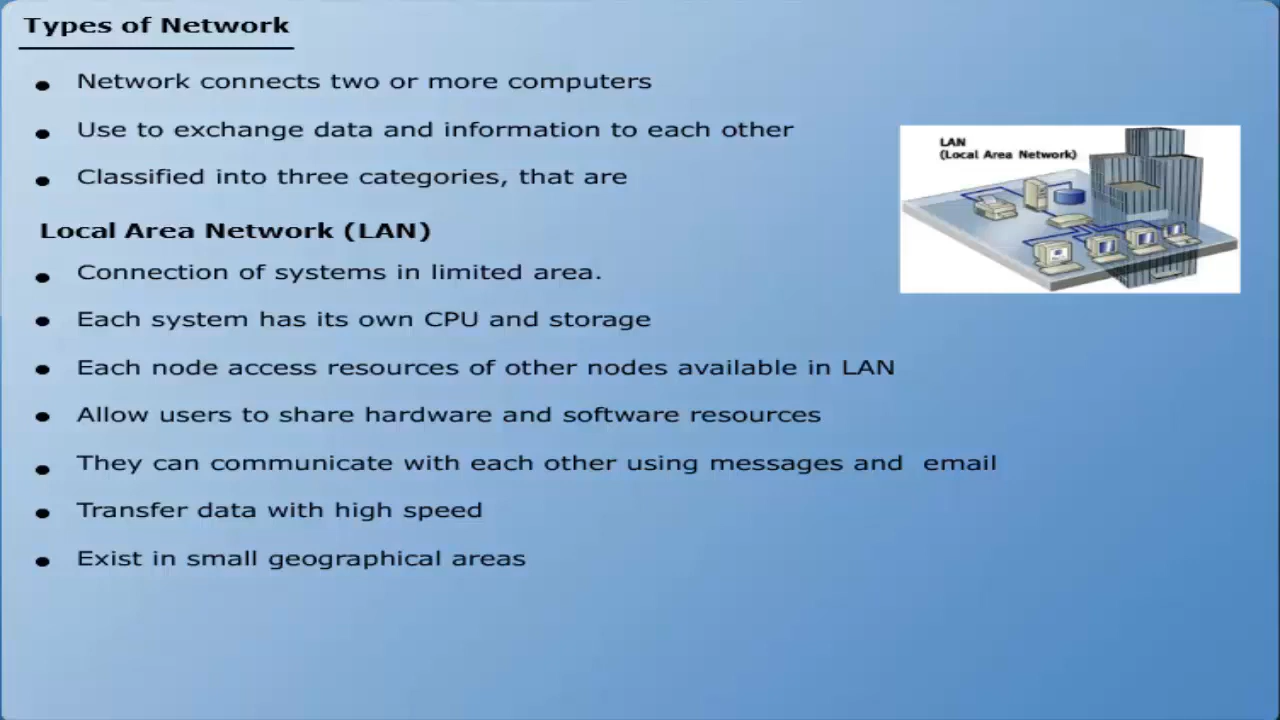 Types of Network
Network connects two or more computers
Use to exchange data and information to each other
Classified into three categories, that are
LAN
(Local Area Network)
Local Area Network (LAN)
Connection of systems in limited area.
Each system has its own CPU and storage
Each node access resources of other nodes available in LAN
Allow users to share hardware and software resources
They can communicate with each other using messages and  email
Transfer data with high speed
Exist in small geographical areas